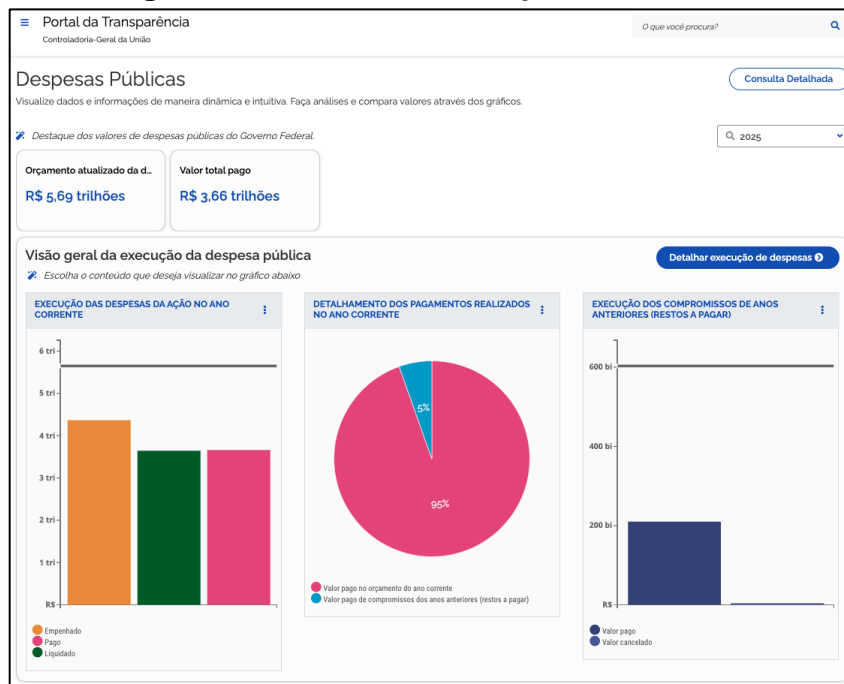 Portal da Transparência
Controladoria-Geral da União
O que você procura?
Despesas Públicas
Consulta Detalhada
Visualize dados e informações de maneira dinâmica e intuitiva. Faça análises e compara valores através dos gráficos.
Destaque dos valores de despesas públicas do Governo Federal.
2025
Orçamento atualizado da d...
Valor total pago
R$ 5,69 trilhões
R$ 3,66 trilhões
Visão geral da execução da despesa pública
Detalhar execução de despesas
Escolha o conteúdo que deseja visualizar no gráfico abaixo
EXECUÇÃO DAS DESPESAS DA AÇÃO NO ANO
CORRENTE
6 tri
5 tri
4 tri
3 tri
2 tri
1 tri
R$
Empenhado
Pago
Liquidado
DETALHAMENTO DOS PAGAMENTOS REALIZADOS
NO ANO CORRENTE
5%
95%
Valor pago no orçamento do ano corrente
Valor pago de compromissos dos anos anteriores (restos a pagar)
EXECUÇÃO DOS COMPROMISSOS DE ANOS
ANTERIORES (RESTOS A PAGAR)
600 bi
400 bi
200 bi
R$
Valor pago
Valor cancelado